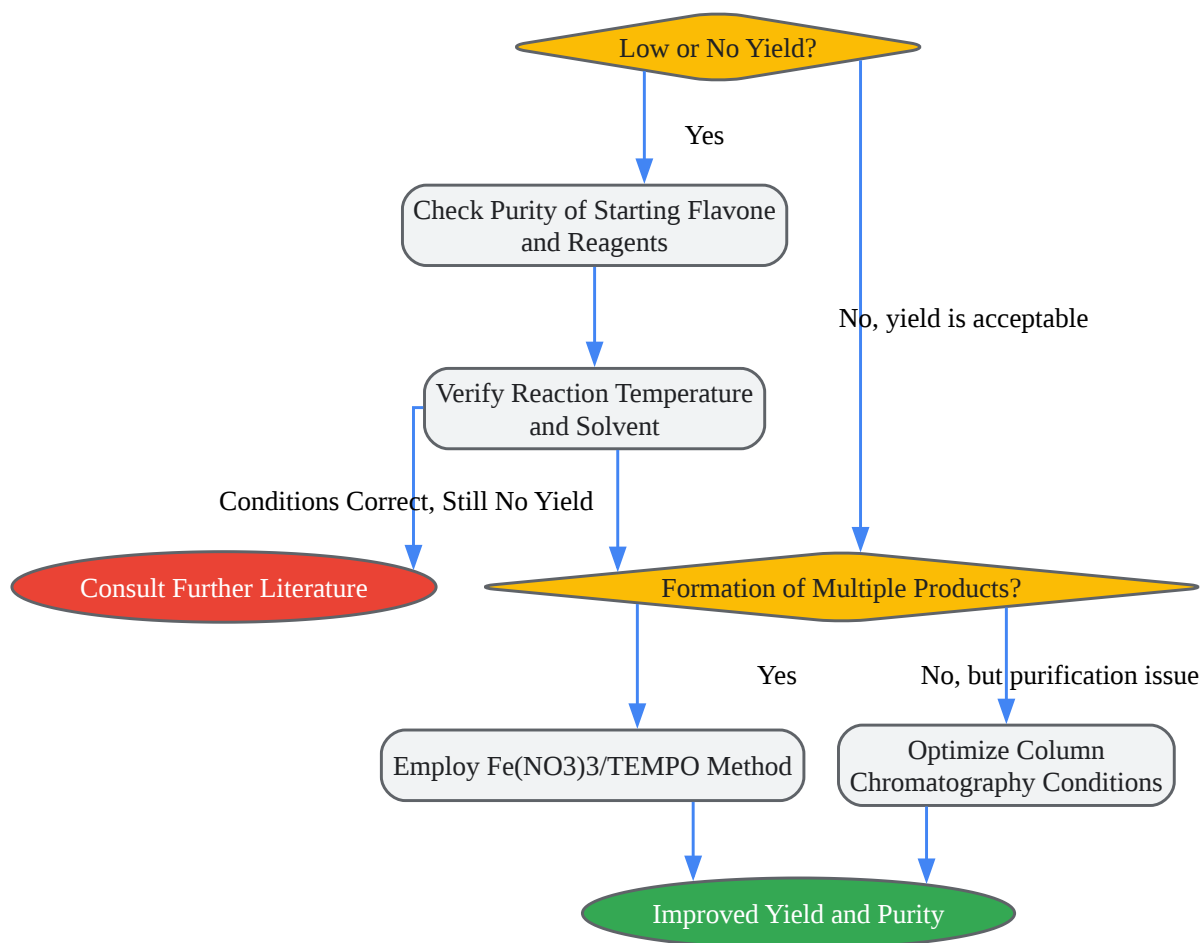 Low or No Yield?
Yes
Check Purity of Starting Flavone
and Reagents
No, yield is acceptable
Verify Reaction Temperature
and Solvent
Conditions Correct, Still No Yield
Consult Further Literature
Formation of Multiple Products?
Yes
No, but purification issue
Employ Fe(NO3)3/TEMPO Method
Optimize Column
Chromatography Conditions
Improved Yield and Purity